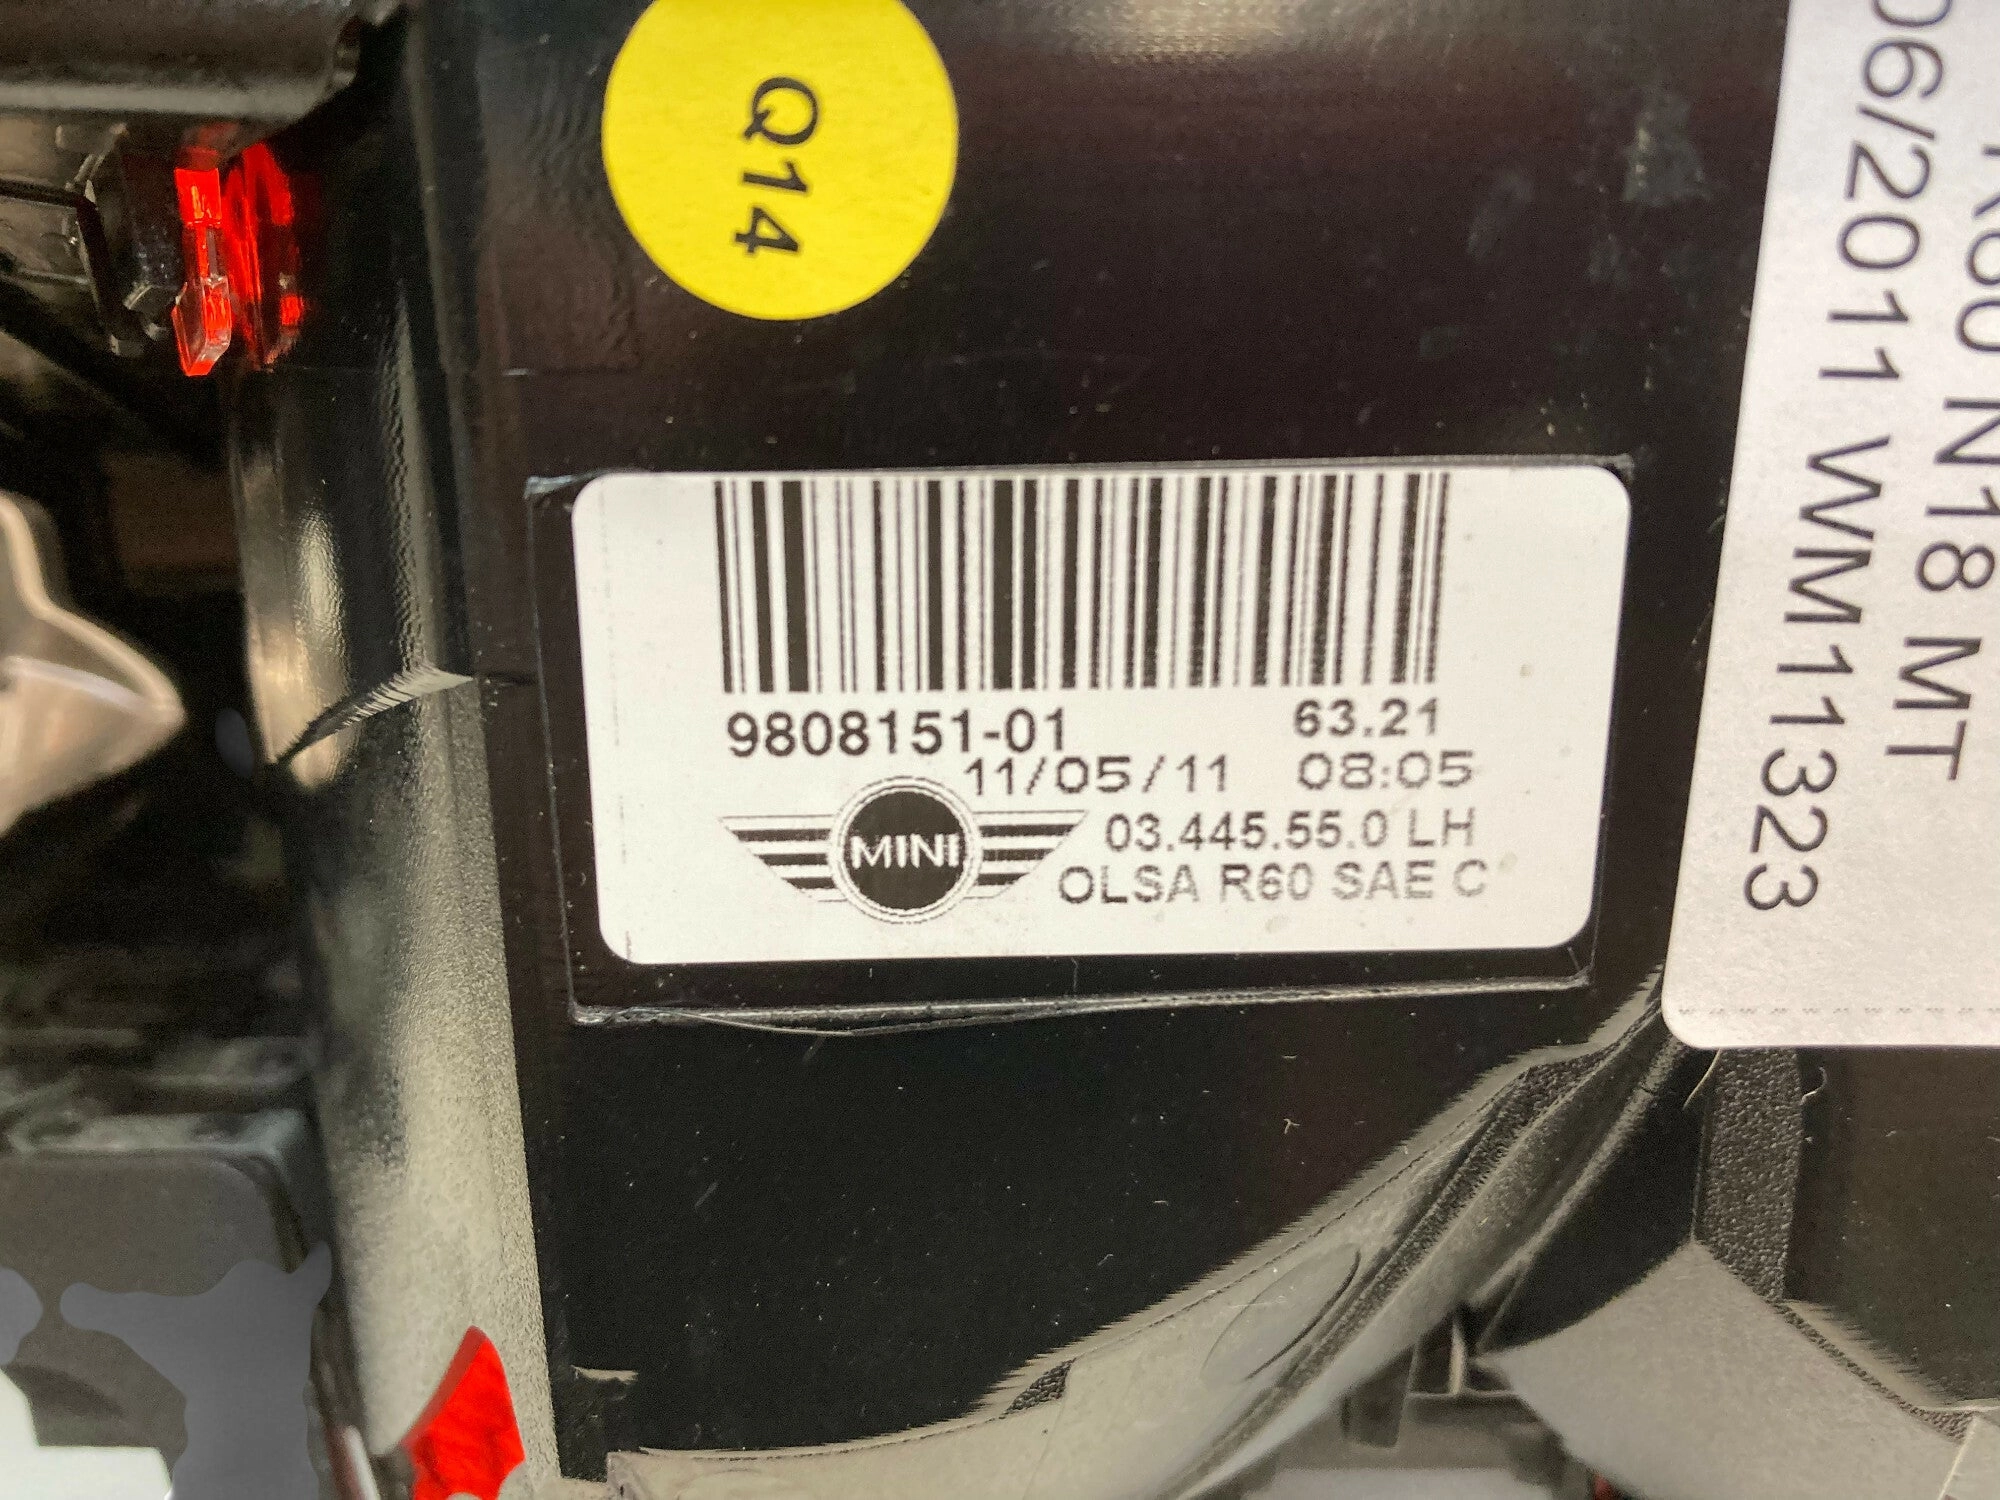 Q14
9808151-01 63.21
11/05/11 08:05
MINI
03.445.55.0 LH
OLSA R60 SAE C
R60 N18 MT
06/2011 WM11323